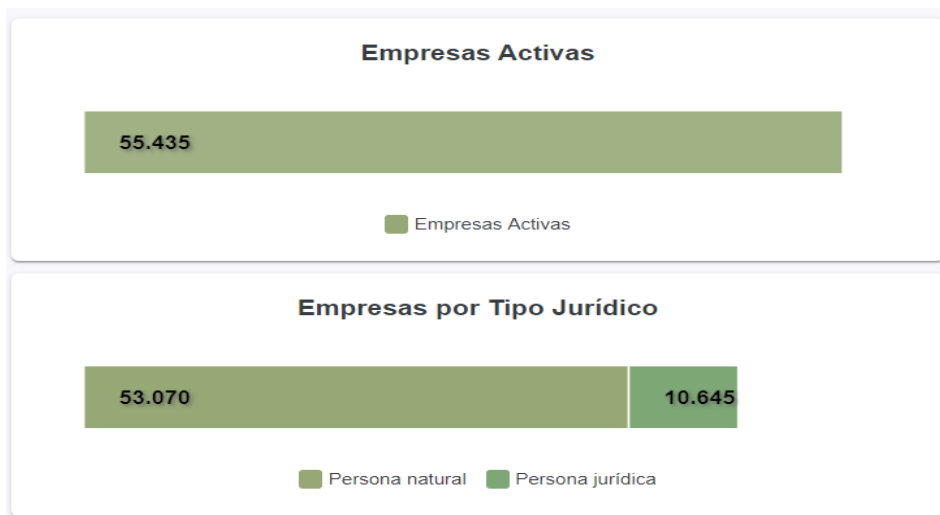 Empresas Activas
55.435
Empresas Activas
Empresas por Tipo Jurídico
53.070 10.645
Persona natural Persona jurídica